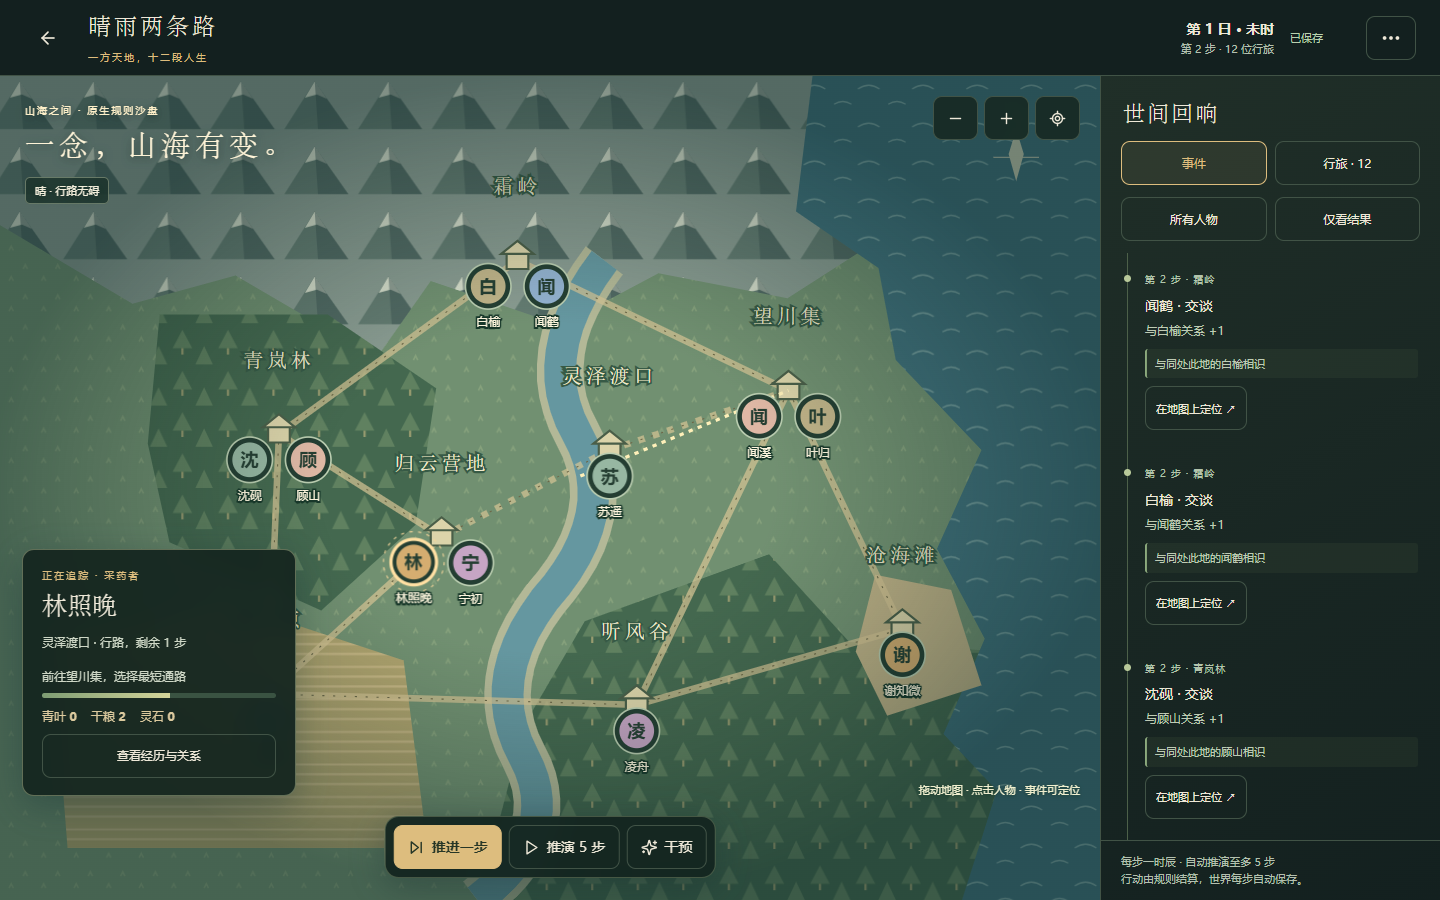 晴雨两条路
一方天地，十二段人生
第 1 日 • 未时
第 2 步 · 12 位行旅
已保存
山海之间 · 原生规则沙盘
一念，山海有变。
晴 · 行路无碍
霜岭
白
闻
白榆
闻鹤
望川集
青岚林
灵泽渡口
闻
叶
闻溪
叶归
沈
顾
沈砚
顾山
归云营地
苏
苏遥
林
宁
林照晚
宁初
沧海滩
听风谷
谢
谢知微
凌
凌舟
正在追踪 · 采药者
林照晚
灵泽渡口 · 行路，剩余 1 步
前往望川集，选择最短通路
青叶 0 干粮 2 灵石 0
查看经历与关系
拖动地图 · 点击人物 · 事件可定位
推进一步
推演 5 步
干预
世间回响
事件
行旅 · 12
所有人物
仅看结果
第 2 步 · 霜岭
闻鹤 · 交谈
与白榆关系 +1
与同处此地的白榆相识
在地图上定位 ↗
第 2 步 · 霜岭
白榆 · 交谈
与闻鹤关系 +1
与同处此地的闻鹤相识
在地图上定位 ↗
第 2 步 · 青岚林
沈砚 · 交谈
与顾山关系 +1
与同处此地的顾山相识
在地图上定位 ↗
每步一时辰 · 自动推演至多 5 步
行动由规则结算，世界每步自动保存。